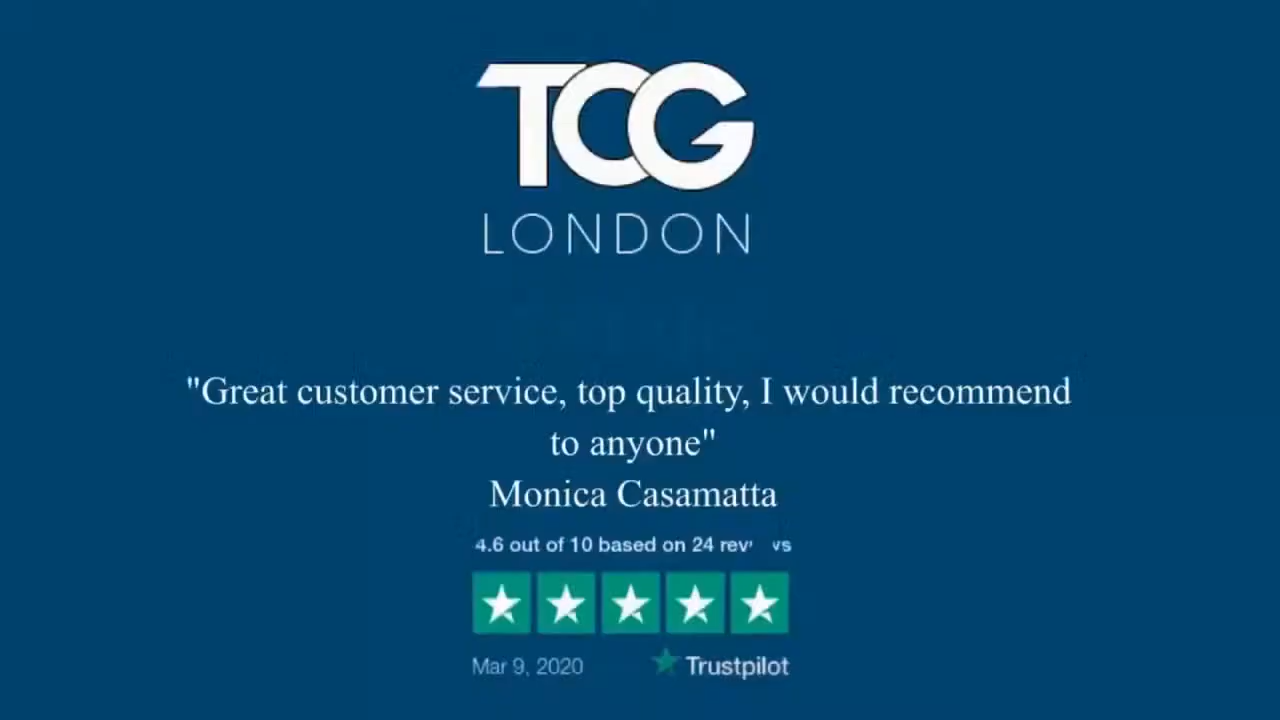 TCG
LONDON
"Great customer service, top quality, I would recommend
to anyone"
Monica Casamatta
4.6 out of 10 based on 24
Mar 9, 2020
Trustpilot